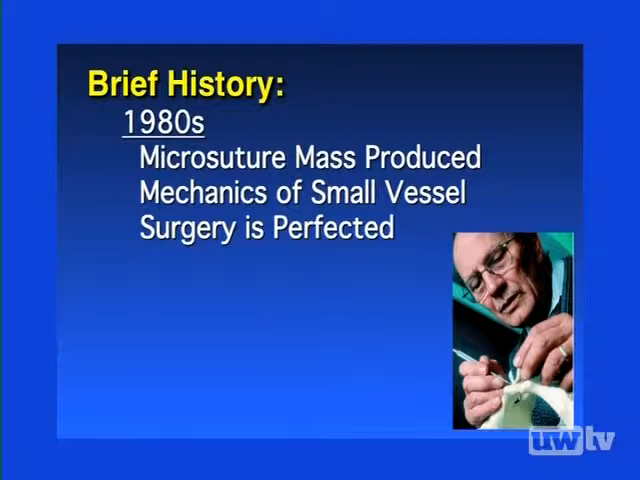 Brief History:
1980s
Microsuture Mass Produced
Mechanics of Small Vessel
Surgery is Perfected
uwtv